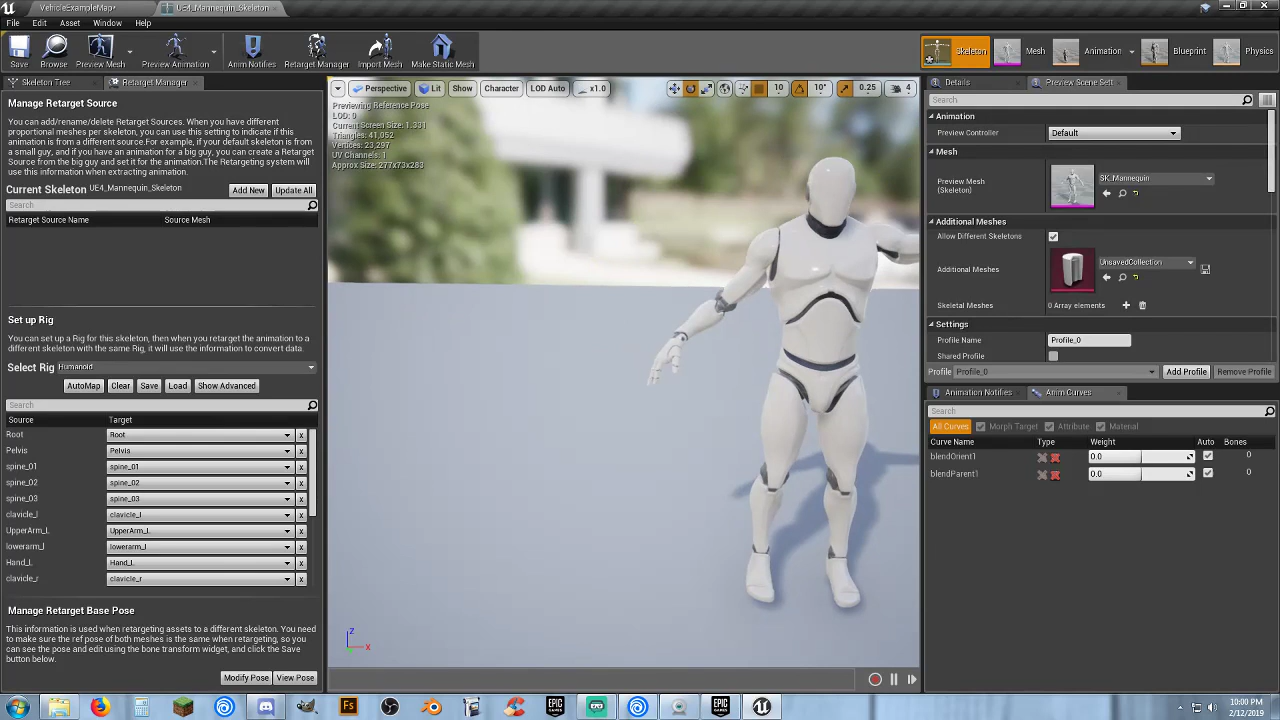 VehicleExampleMap*
UE4_Mannequin_Skeleton*
File Edit Asset Window Help
Save Browse Preview Mesh Preview Animation Anim Notifies Retarget Manager Import Mesh Make Static Mesh
Skeleton Mesh Animation Blueprint Physics
Skeleton Tree Retarget Manager
Manage Retarget Source
You can add/rename/delete Retarget Sources. When you have different
proportional meshes per skeleton, you can use this setting to indicate if this
animation is from a different source.For example, if your default skeleton is from
a small guy, and if you have an animation for a big guy, you can create a Retarget
Source from the big guy and set it for the animation. The Retargeting system will
use this information when extracting animation.
Current Skeleton UE4_Mannequin_Skeleton Add New Update All
Search
Retarget Source Name Source Mesh
Set up Rig
You can set up a Rig for this skeleton, then when you retarget the animation to a
different skeleton with the same Rig, it will use the information to convert data.
Select Rig Humanoid
AutoMap Clear Save Load Show Advanced
Search
Source Target
Root Root x
Pelvis Pelvis x
spine_01 spine_01 x
spine_02 spine_02 x
spine_03 spine_03 x
clavicle_l clavicle_l x
UpperArm_L UpperArm_L x
lowerarm_l lowerarm_l x
Hand_L Hand_L x
clavicle_r clavicle_r x
Manage Retarget Base Pose
This information is used when retargeting assets to a different skeleton. You need
to make sure the ref pose of both meshes is the same when retargeting, so you
can see the pose and edit using the bone transform widget, and click the Save
button below.
Modify Pose View Pose
Perspective Lit Show Character LOD Auto x1.0 10 10° 0.25 4
Previewing Reference Pose
LOD: 0
Current Screen Size: 1.331
Triangles: 41,052
Vertices: 23,297
UV Channels: 1
Approx Size: 277x73x283
Z
X
Details Preview Scene Sett
Search
Animation
Preview Controller Default
Mesh
Preview Mesh
(Skeleton)
SK_Mannequin
Additional Meshes
Allow Different Skeletons
Additional Meshes UnsavedCollection
Skeletal Meshes 0 Array elements
Settings
Profile Name Profile_0
Shared Profile
Profile Profile_0 Add Profile Remove Profile
Animation Notifies Anim Curves
Search
All Curves Morph Target Attribute Material
Curve Name Type Weight Auto Bones
blendOrient1 0.0 0
blendParent1 0.0 0
Fs
EPIC GAMES
EPIC GAMES
10:00 PM
2/12/2019